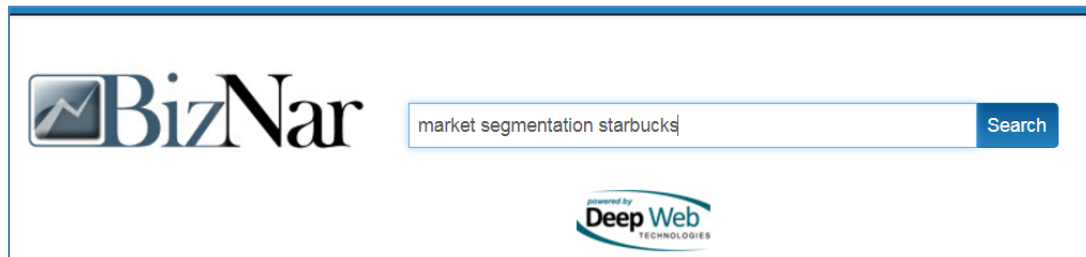 BizNar
market segmentation starbucks
Search
powered by
Deep Web
TECHNOLOGIES